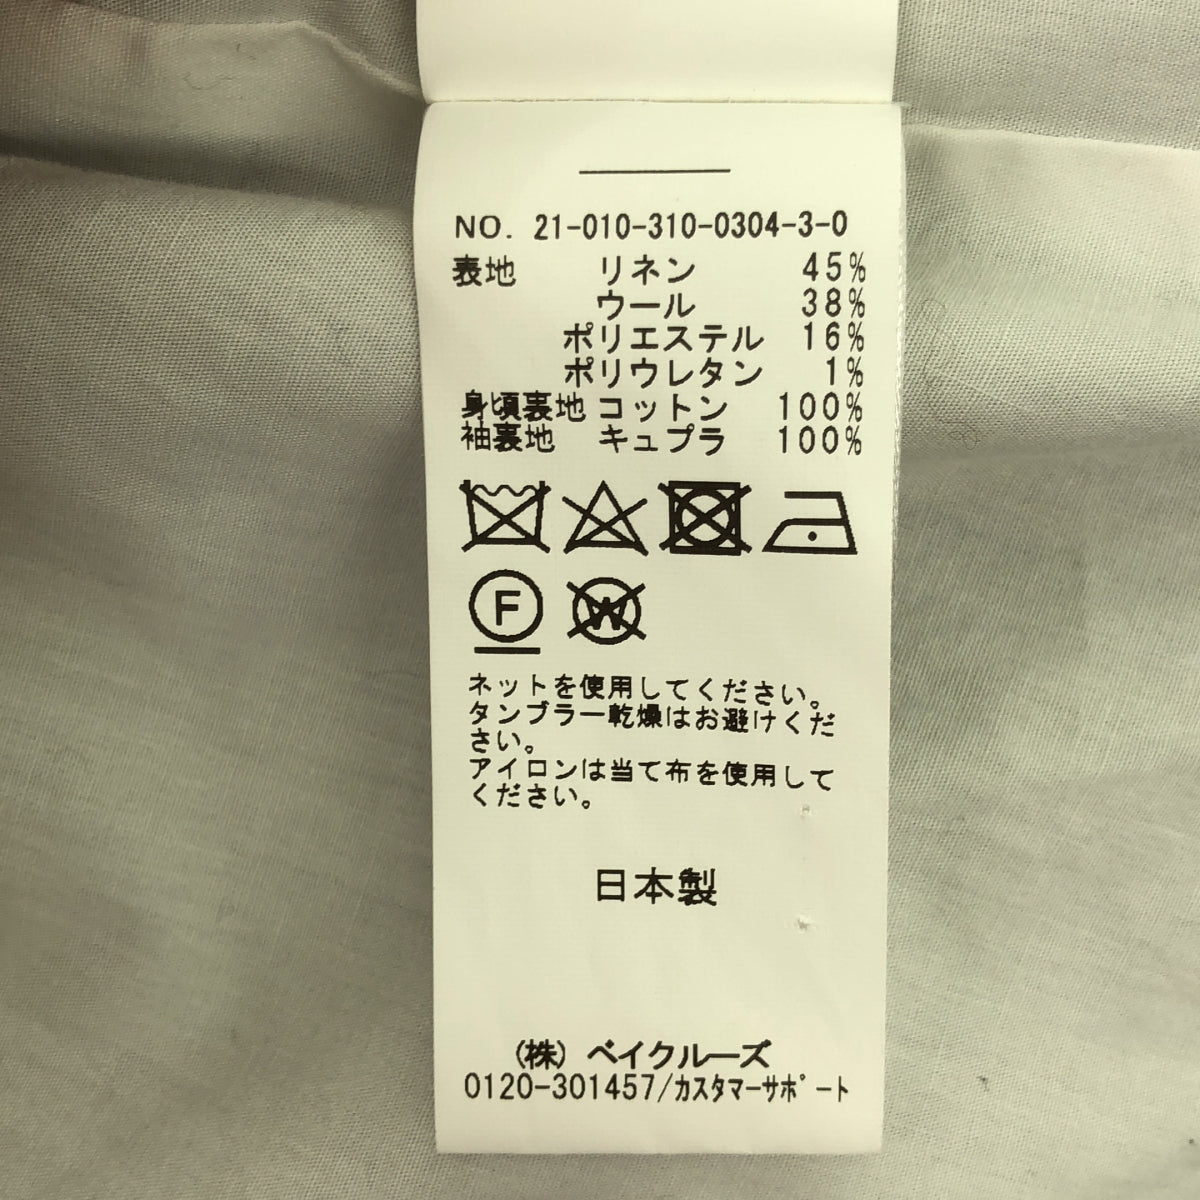 NO. 21-010-310-0304-3-0
表地 リネン 45%
ウール 38%
ポリエステル 16%
ポリウレタン 1%
身頃裏地 コットン 100%
袖裏地 キュプラ 100%
F W
ネットを使用してください。
タンブラー乾燥はお避けくだ
さい。
アイロンは当て布を使用して
ください。
日本製
(株) ベイクルーズ
0120-301457/カスタマーサポート